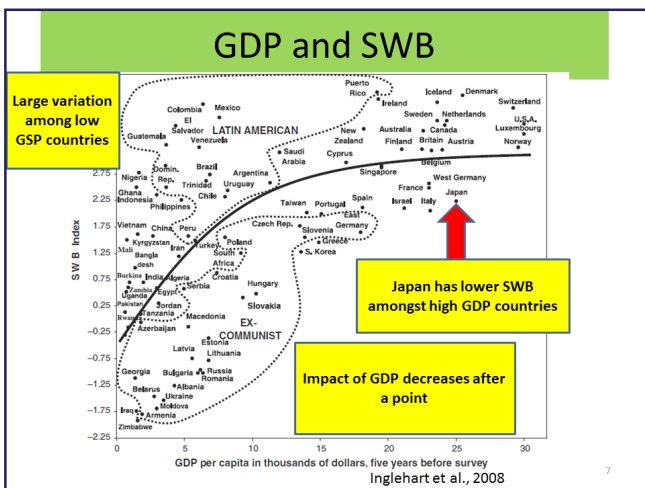 GDP and SWB
Large variation
among low
GSP countries
SWB Index
2.75
2.25
1.75
1.25
0.75
0.25
−0.25
−0.75
−1.25
−1.75
−2.25
Puerto
Rico
Ireland
Iceland
Denmark
Switzerland
Colombia
Mexico
El
Salvador
Sweden
Netherlands
U.S.A.
Luxembourg
LATIN AMERICAN
Guatemala
Venezuela
New
Zealand
Australia
Canada
Finland
Britain
Austria
Norway
Saudi
Arabia
Cyprus
Singapore
Belgium
Nigeria
Domin.
Rep.
Brazil
Argentina
Trinidad
Uruguay
West Germany
France
Japan
Ghana
Indonesia
Chile
Philippines
Taiwan
Portugal
Spain
Israel
Italy
East
Germany
Vietnam
China
Peru
Czech Rep.
Slovenia
Kyrgyzstan
Turkey
Poland
Greece
Mali
Iran
South
Africa
S. Korea
Bangla
desh
Burkina
India
Algeria
Croatia
Zambia
Egypt
Serbia
Hungary
Uganda
Pakistan
Jordan
Slovakia
Rwanda
Tanzania
Azerbaijan
Macedonia
EX-
COMMUNIST
Estonia
Latvia
Lithuania
Georgia
Bulgaria
Russia
Romania
Belarus
Albania
Ukraine
Moldova
Iraq
Armenia
Zimbabwe
Japan has lower SWB
amongst high GDP countries
Impact of GDP decreases after
a point
0 5 10 15 20 25 30
GDP per capita in thousands of dollars, five years before survey
Inglehart et al., 2008
7